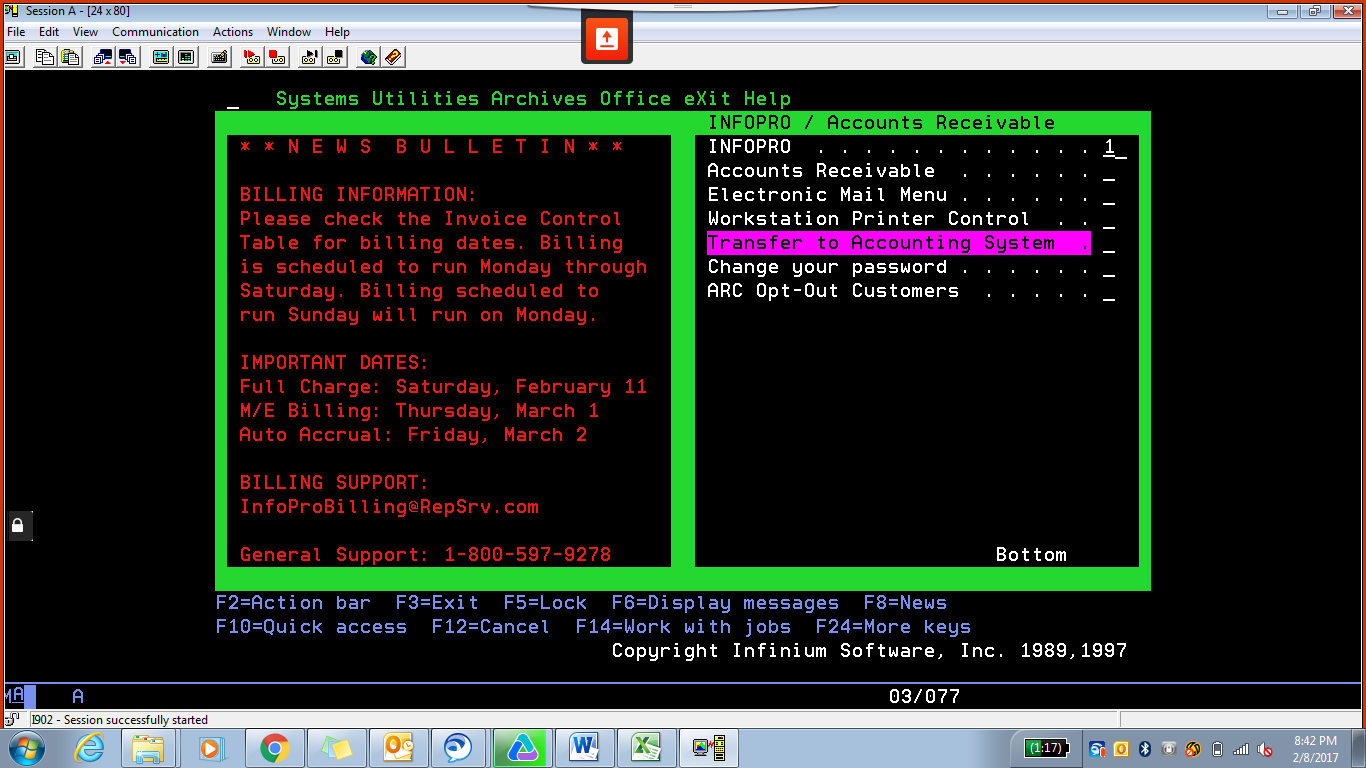 Session A - [24 x 80]
File Edit View Communication Actions Window Help
_ Systems Utilities Archives Office eXit Help
INFOPRO / Accounts Receivable
* * N E W S B U L L E T I N * *
BILLING INFORMATION:
Please check the Invoice Control
Table for billing dates. Billing
is scheduled to run Monday through
Saturday. Billing scheduled to
run Sunday will run on Monday.
IMPORTANT DATES:
Full Charge: Saturday, February 11
M/E Billing: Thursday, March 1
Auto Accrual: Friday, March 2
BILLING SUPPORT:
InfoProBilling@RepSrv.com
General Support: 1-800-597-9278
INFOPRO . . . . . . . . . . . . 1_
Accounts Receivable . . . . . . _
Electronic Mail Menu . . . . . . _
Workstation Printer Control . . _
Transfer to Accounting System . _
Change your password . . . . . . _
ARC Opt-Out Customers . . . . . _
Bottom
F2=Action bar F3=Exit F5=Lock F6=Display messages F8=News
F10=Quick access F12=Cancel F14=Work with jobs F24=More keys
Copyright Infinium Software, Inc. 1989,1997
MA A 03/077
I902 - Session successfully started
(1:17)
8:42 PM
2/8/2017